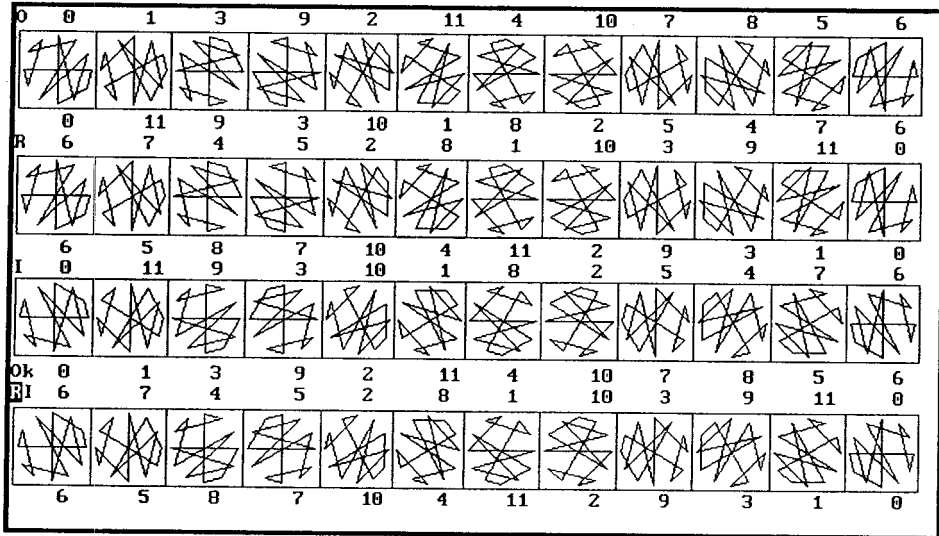 O 0 1 3 9 2 11 4 10 7 8 5 6
0 11 9 3 10 1 8 2 5 4 7 6
R 6 7 4 5 2 8 1 10 3 9 11 0
6 5 8 7 10 4 11 2 9 3 1 0
I 0 11 9 3 10 1 8 2 5 4 7 6
Ok 0 1 3 9 2 11 4 10 7 8 5 6
RI 6 7 4 5 2 8 1 10 3 9 11 0
6 5 8 7 10 4 11 2 9 3 1 0